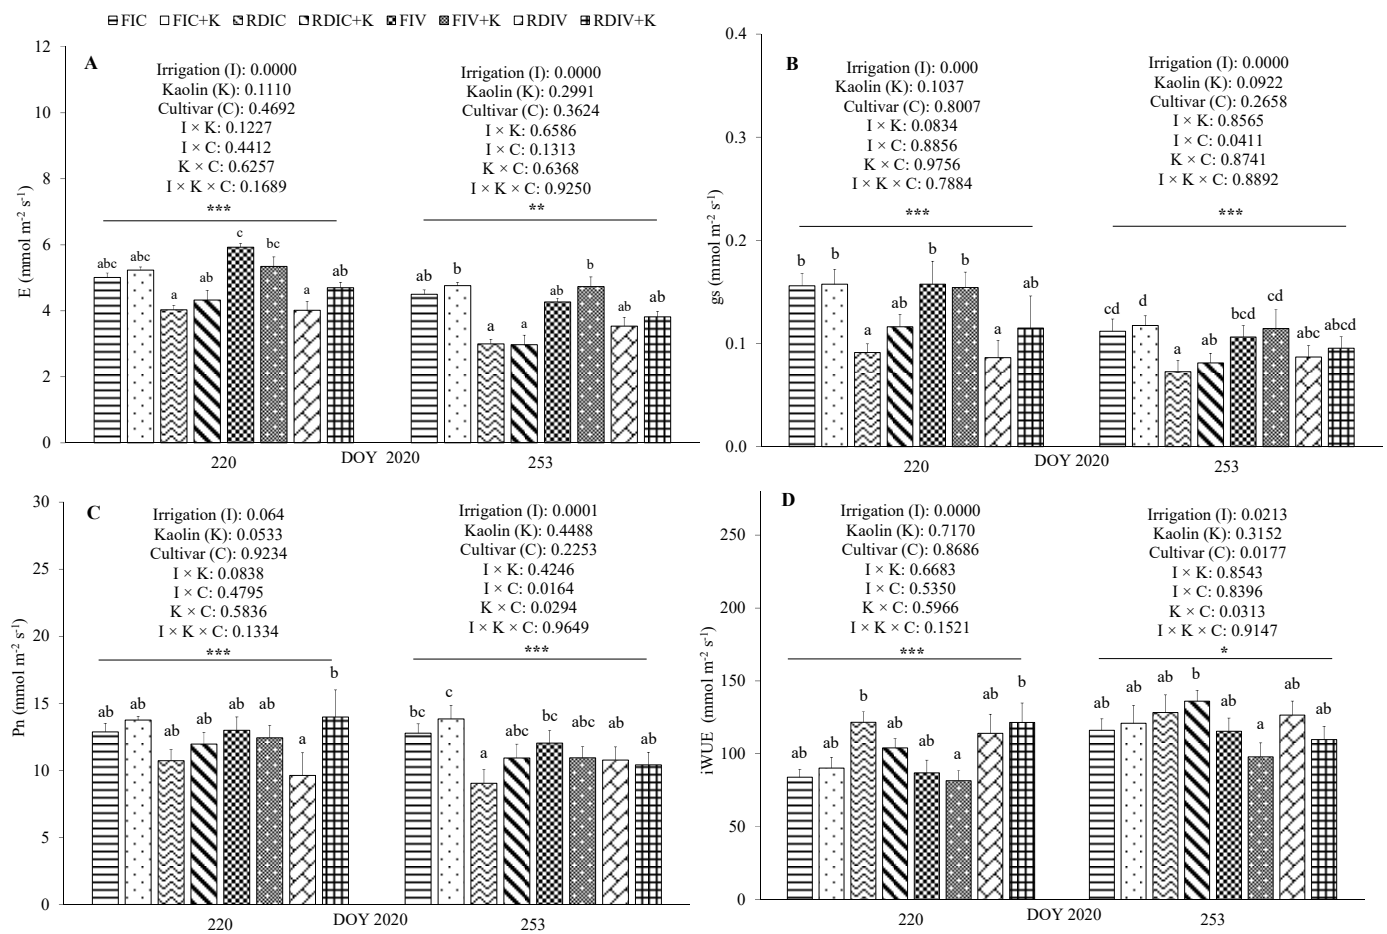 FIC FIC+K RDIC RDIC+K FIV FIV+K RDIV RDIV+K
A
E (mmol m-2 s-1)
12
10
8
6
4
2
0
Irrigation (I): 0.0000
Kaolin (K): 0.1110
Cultivar (C): 0.4692
I × K: 0.1227
I × C: 0.4412
K × C: 0.6257
I × K × C: 0.1689
***
abc abc a ab c bc a ab
Irrigation (I): 0.0000
Kaolin (K): 0.2991
Cultivar (C): 0.3624
I × K: 0.6586
I × C: 0.1313
K × C: 0.6368
I × K × C: 0.9250
**
ab b a a ab b ab ab
220 DOY 2020 253
B
gs (mmol m-2 s-1)
0.4
0.3
0.2
0.1
0.0
Irrigation (I): 0.000
Kaolin (K): 0.1037
Cultivar (C): 0.8007
I × K: 0.0834
I × C: 0.8856
K × C: 0.9756
I × K × C: 0.7884
***
b b a ab b b a ab
Irrigation (I): 0.0000
Kaolin (K): 0.0922
Cultivar (C): 0.2658
I × K: 0.8565
I × C: 0.0411
K × C: 0.8741
I × K × C: 0.8892
***
cd d a ab bcd cd abc abcd
220 DOY 2020 253
C
Pn (mmol m-2 s-1)
30
25
20
15
10
5
0
Irrigation (I): 0.064
Kaolin (K): 0.0533
Cultivar (C): 0.9234
I × K: 0.0838
I × C: 0.4795
K × C: 0.5836
I × K × C: 0.1334
***
ab ab ab ab ab ab a b
Irrigation (I): 0.0001
Kaolin (K): 0.4488
Cultivar (C): 0.2253
I × K: 0.4246
I × C: 0.0164
K × C: 0.0294
I × K × C: 0.9649
***
bc c a abc bc abc ab ab
220 DOY 2020 253
D
iWUE (mmol m-2 s-1)
250
200
150
100
50
0
Irrigation (I): 0.0000
Kaolin (K): 0.7170
Cultivar (C): 0.8686
I × K: 0.6683
I × C: 0.5350
K × C: 0.5966
I × K × C: 0.1521
***
ab ab b ab ab a ab b
Irrigation (I): 0.0213
Kaolin (K): 0.3152
Cultivar (C): 0.0177
I × K: 0.8543
I × C: 0.8396
K × C: 0.0313
I × K × C: 0.9147
*
ab ab ab b ab a ab ab
220 DOY 2020 253